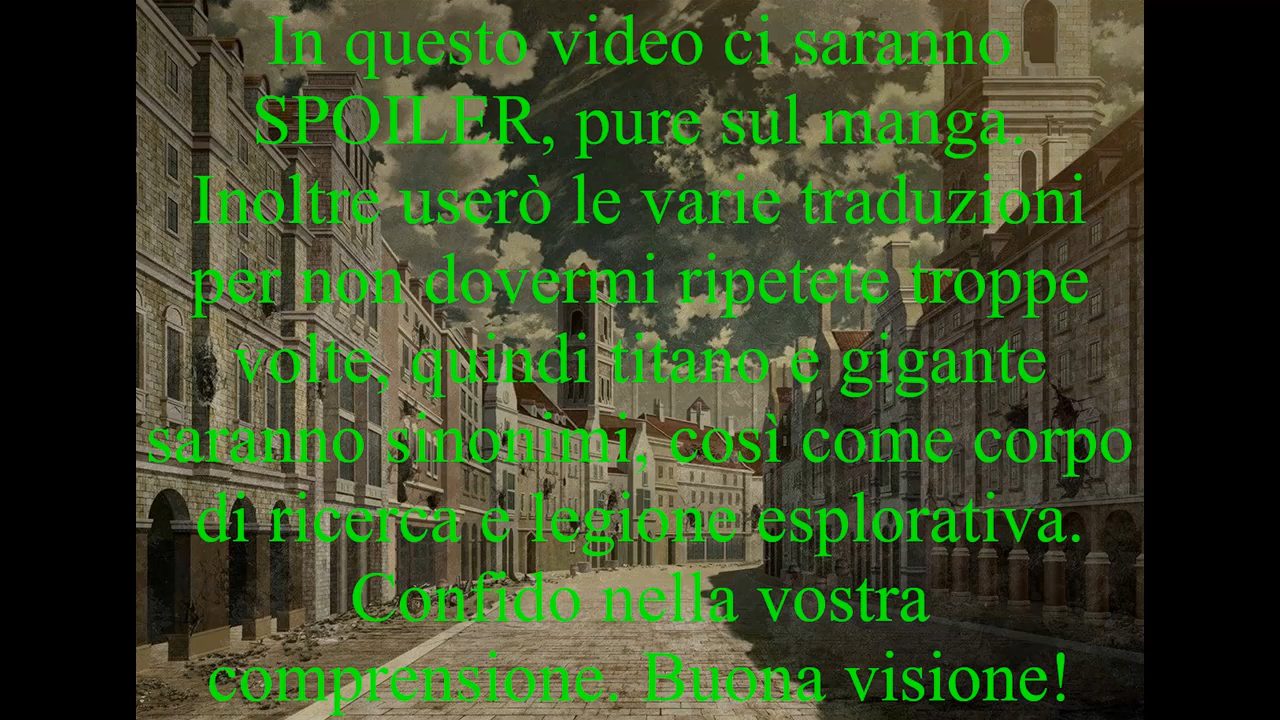 In questo video ci saranno
SPOILER, pure sul manga.
Inoltre userò le varie traduzioni
per non dovermi ripetete troppe
volte, quindi titano e gigante
saranno sinonimi, così come corpo
di ricerca e legione esplorativa.
Confido nella vostra
comprensione. Buona visione!